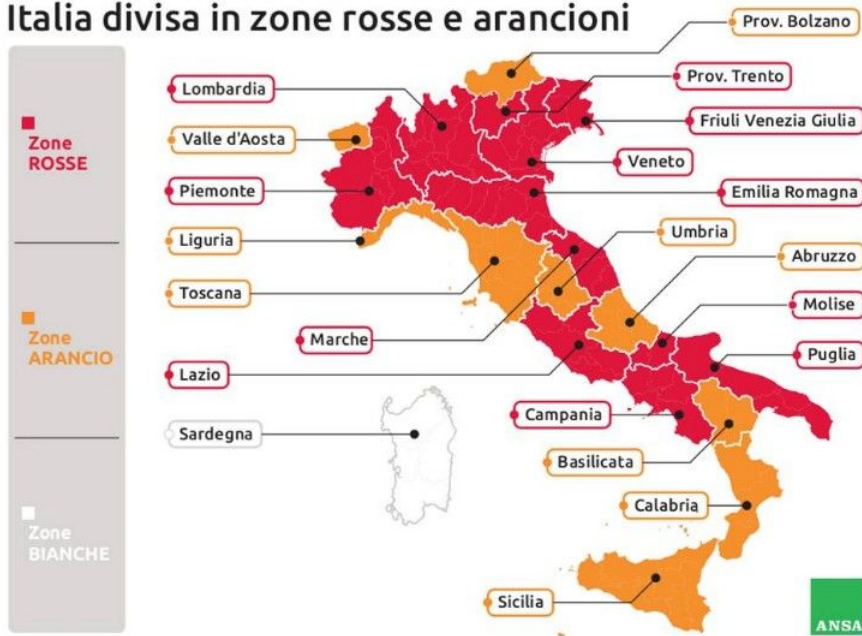 Italia divisa in zone rosse e arancioni
Zone
ROSSE
Zone
ARANCIO
Zone
BIANCHE
Prov. Bolzano
Lombardia
Prov. Trento
Friuli Venezia Giulia
Valle d'Aosta
Veneto
Piemonte
Emilia Romagna
Liguria
Umbria
Abruzzo
Toscana
Molise
Marche
Puglia
Lazio
Campania
Sardegna
Basilicata
Calabria
Sicilia
ANSA